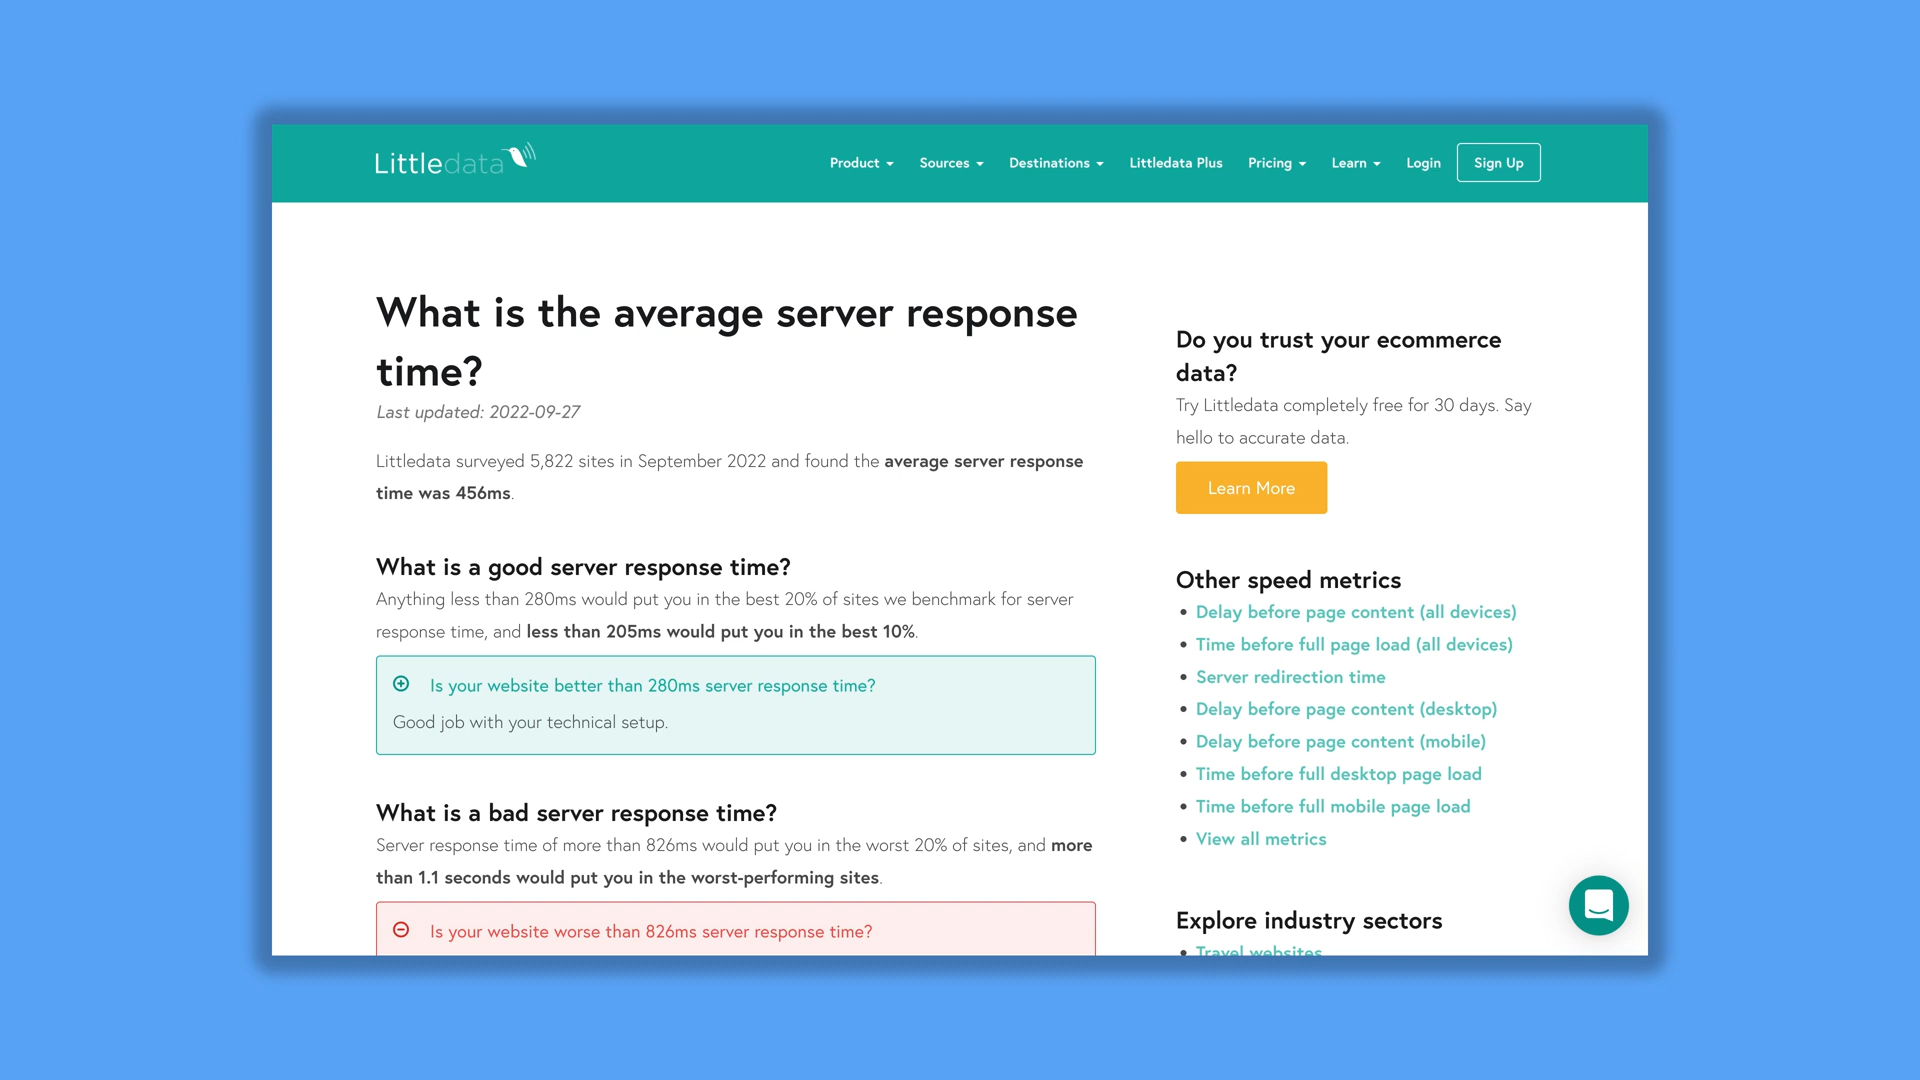 Littledata
Product
Sources
Destinations
Littledata Plus
Pricing
Learn
Login
Sign Up
What is the average server response
time?
Last updated: 2022-09-27
Littledata surveyed 5,822 sites in September 2022 and found the average server response
time was 456ms.
What is a good server response time?
Anything less than 280ms would put you in the best 20% of sites we benchmark for server
response time, and less than 205ms would put you in the best 10%.
Is your website better than 280ms server response time?
Good job with your technical setup.
What is a bad server response time?
Server response time of more than 826ms would put you in the worst 20% of sites, and more
than 1.1 seconds would put you in the worst-performing sites.
Is your website worse than 826ms server response time?
Do you trust your ecommerce
data?
Try Littledata completely free for 30 days. Say
hello to accurate data.
Learn More
Other speed metrics
• Delay before page content (all devices)
• Time before full page load (all devices)
• Server redirection time
• Delay before page content (desktop)
• Delay before page content (mobile)
• Time before full desktop page load
• Time before full mobile page load
• View all metrics
Explore industry sectors
• Travel websites